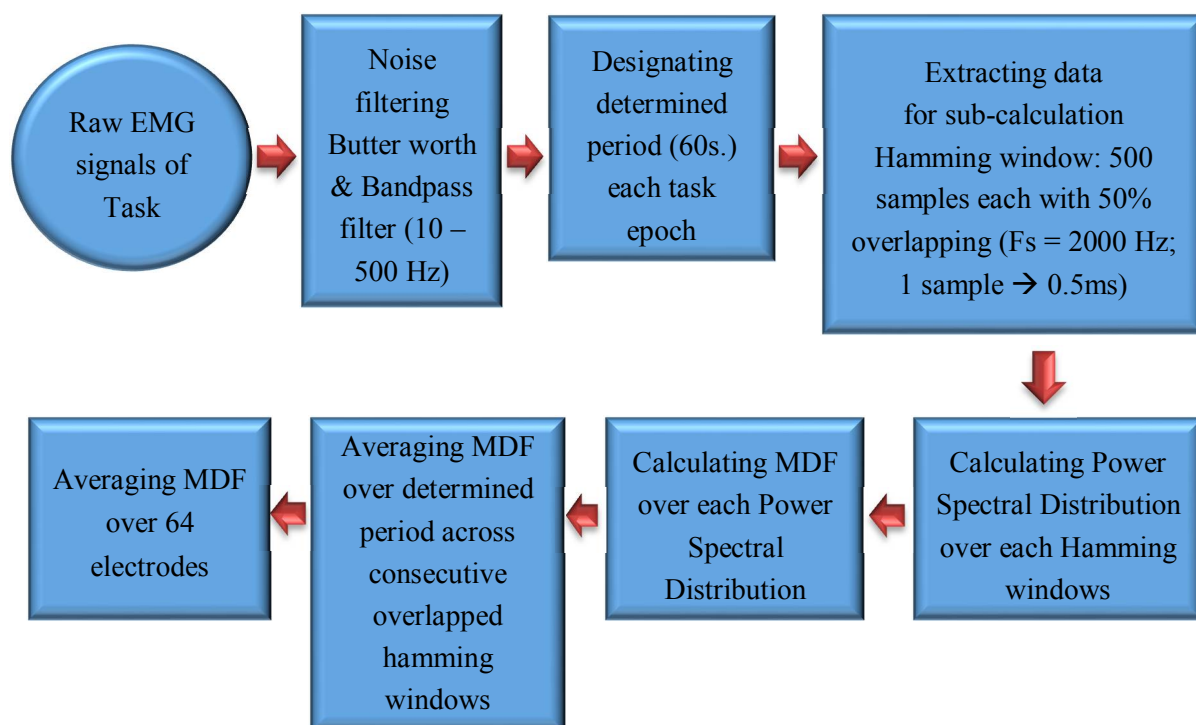 Raw EMG
signals of
Task
Noise
filtering
Butter worth
& Bandpass
filter (10 –
500 Hz)
Designating
determined
period (60s.)
each task
epoch
Extracting data
for sub-calculation
Hamming window: 500
samples each with 50%
overlapping (Fs = 2000 Hz;
1 sample → 0.5ms)
Calculating Power
Spectral Distribution
over each Hamming
windows
Calculating MDF
over each Power
Spectral
Distribution
Averaging MDF
over determined
period across
consecutive
overlapped
hamming
windows
Averaging MDF
over 64
electrodes